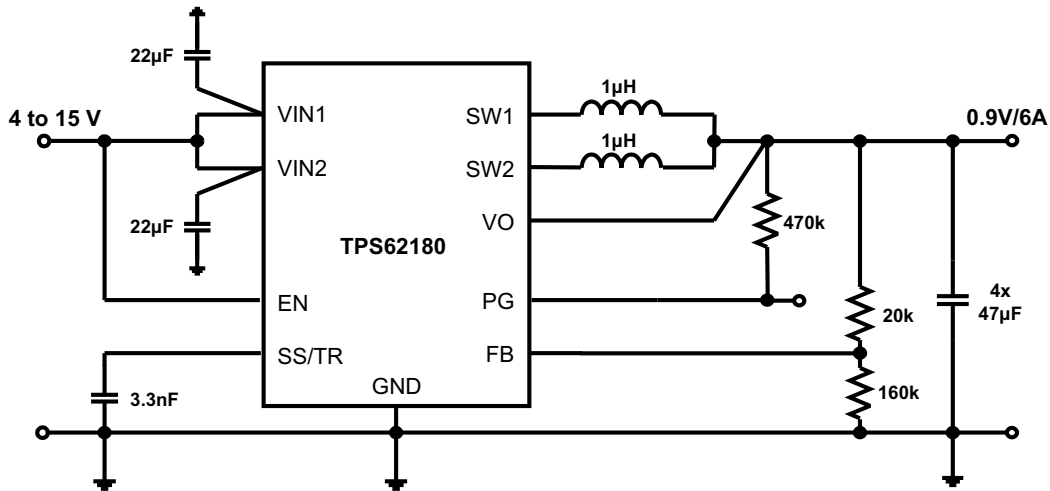 22µF
1µH
4 to 15 V
VIN1
SW1
0.9V/6A
1µH
VIN2
SW2
22µF
VO
470k
TPS62180
EN
PG
4x
47µF
20k
SS/TR
FB
GND
3.3nF
160k